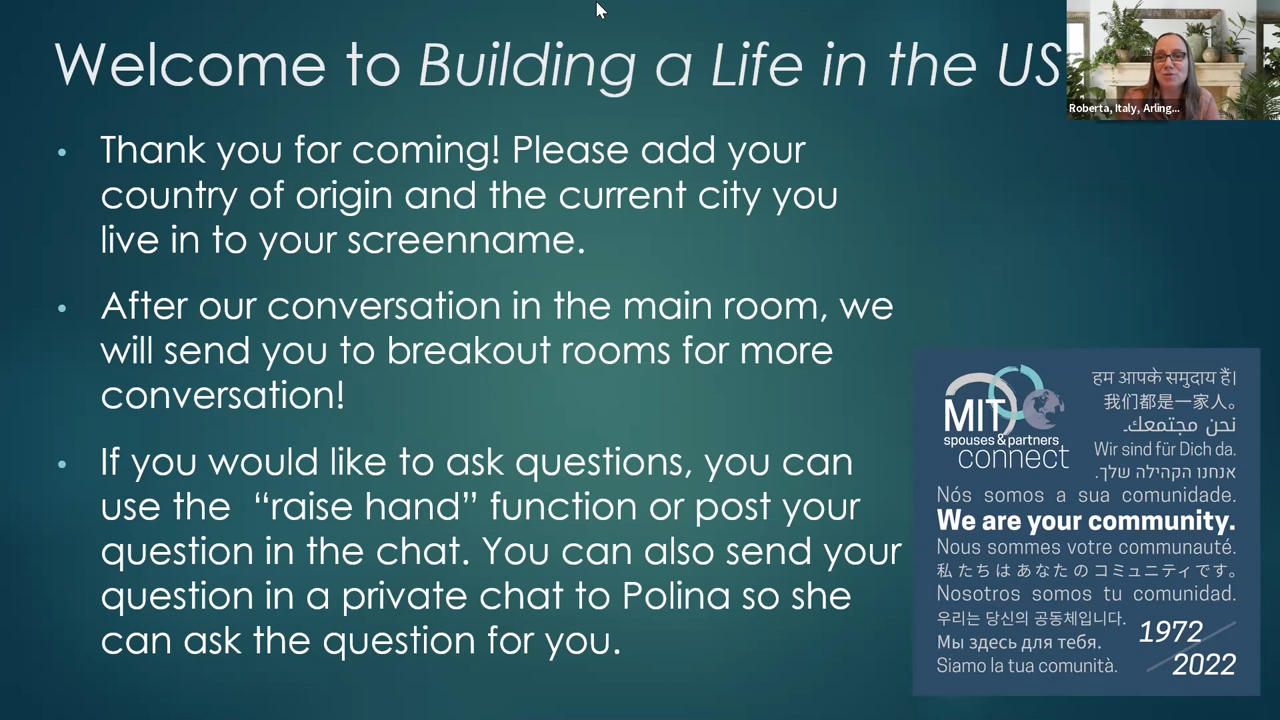 Welcome to Building a Life in the US
Roberta, Italy, Arling...
• Thank you for coming! Please add your
country of origin and the current city you
live in to your screenname.
• After our conversation in the main room, we
will send you to breakout rooms for more
conversation!
• If you would like to ask questions, you can
use the “raise hand” function or post your
question in the chat. You can also send your
question in a private chat to Polina so she
can ask the question for you.
MIT
spouses & partners
connect
हम आपके समुदाय हैं।
我们都是一家人。
نحن مجتمعك.
Wir sind für Dich da.
אנחנו הקהילה שלך.
Nós somos a sua comunidade.
We are your community.
Nous sommes votre communauté.
私たちはあなたのコミュニティです。
Nosotros somos tu comunidad.
우리는 당신의 공동체입니다.
Мы здесь для тебя.
Siamo la tua comunità.
1972
2022